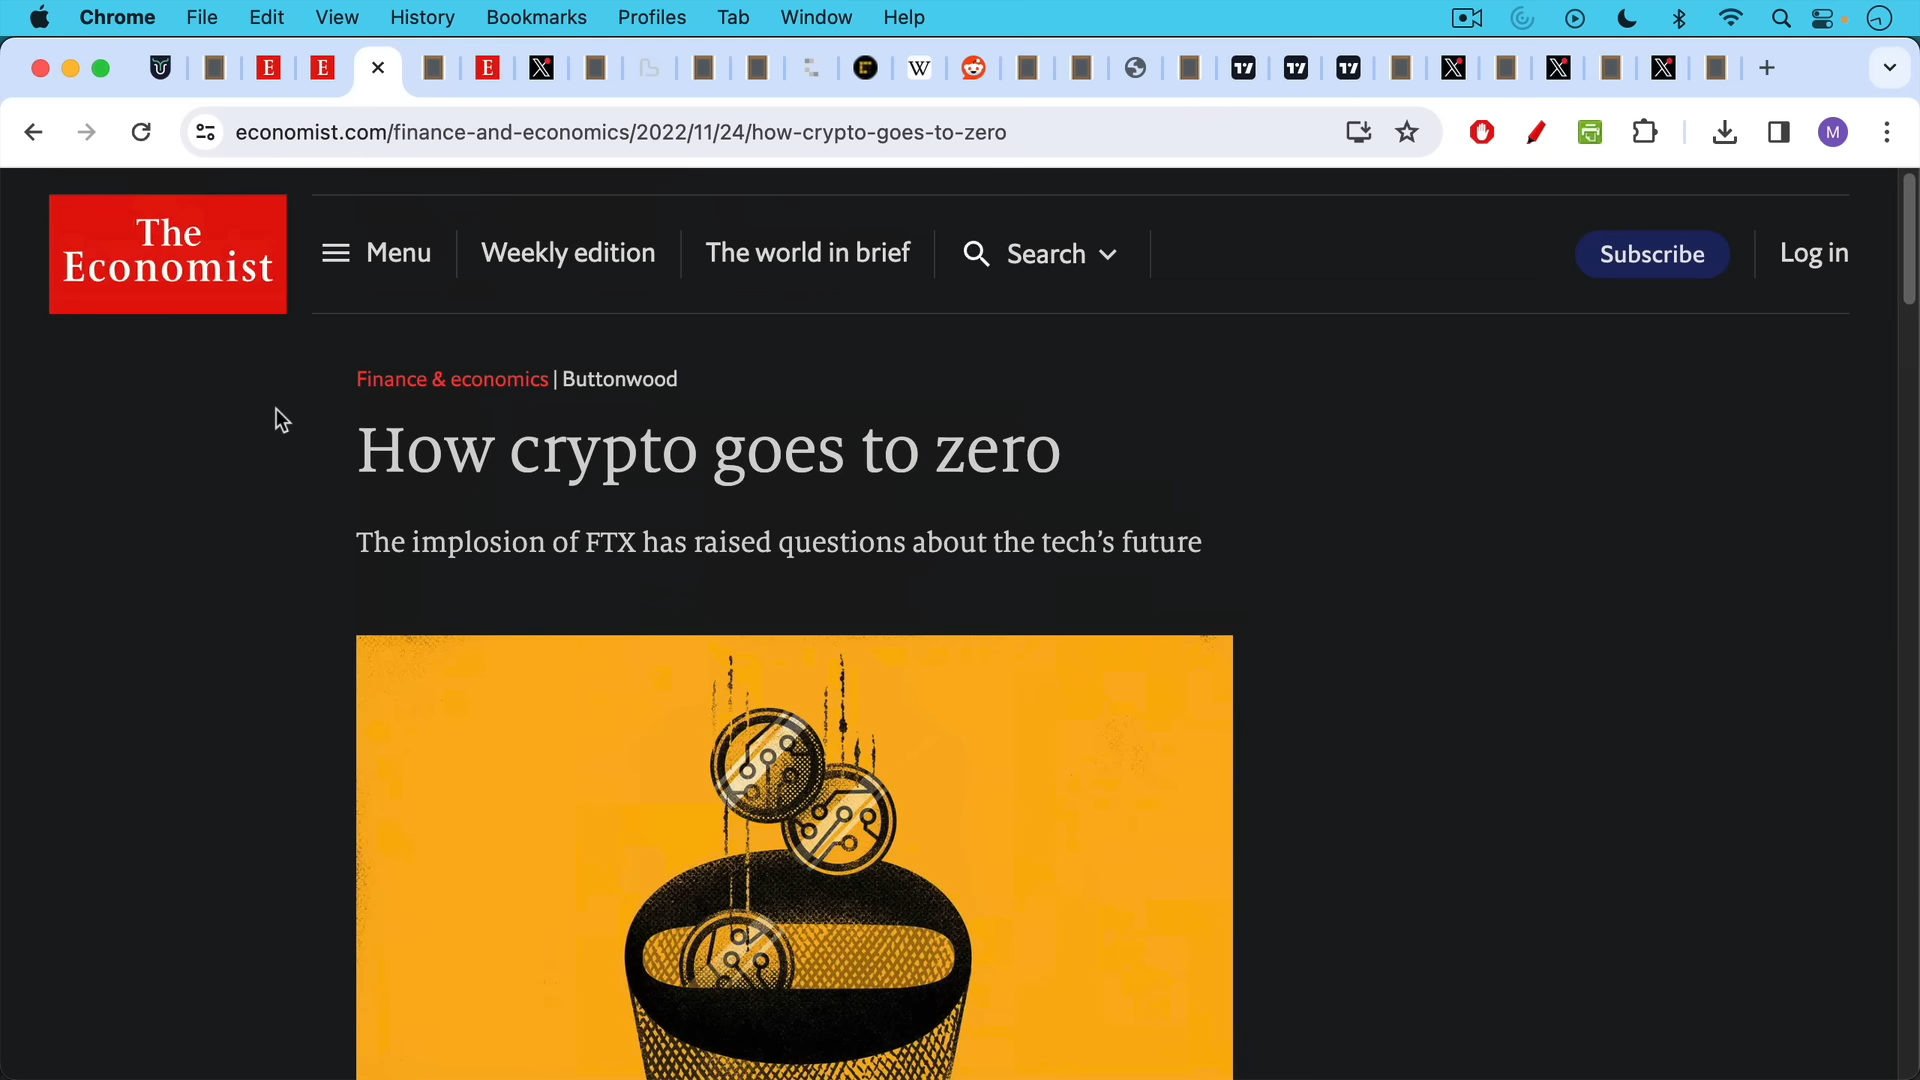 Chrome File Edit View History Bookmarks Profiles Tab Window Help
economist.com/finance-and-economics/2022/11/24/how-crypto-goes-to-zero
M
The
Economist
Menu Weekly edition The world in brief Search Subscribe Log in
Finance & economics | Buttonwood
How crypto goes to zero
The implosion of FTX has raised questions about the tech’s future